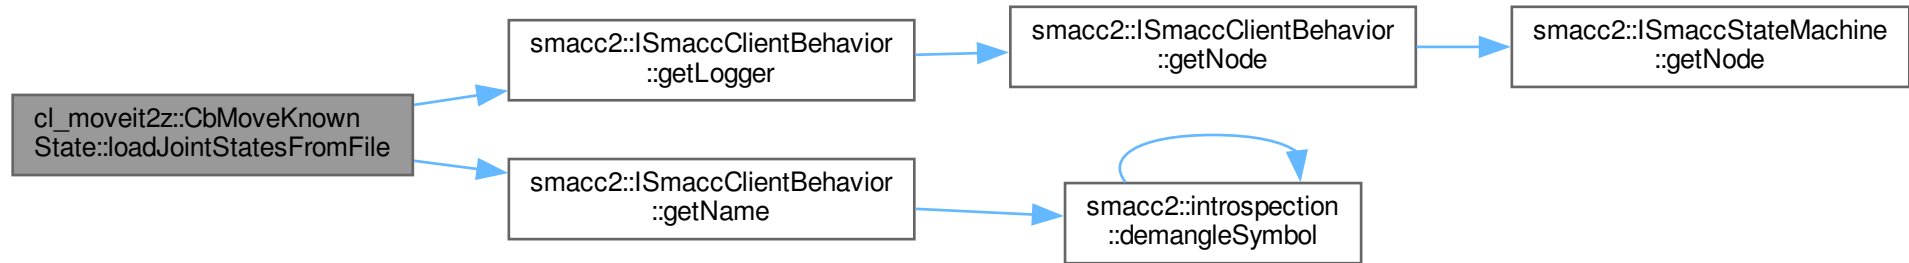 cl_moveit2z::CbMoveKnown
State::loadJointStatesFromFile
smacc2::ISmaccClientBehavior
::getLogger
smacc2::ISmaccClientBehavior
::getNode
smacc2::ISmaccStateMachine
::getNode
smacc2::ISmaccClientBehavior
::getName
smacc2::introspection
::demangleSymbol